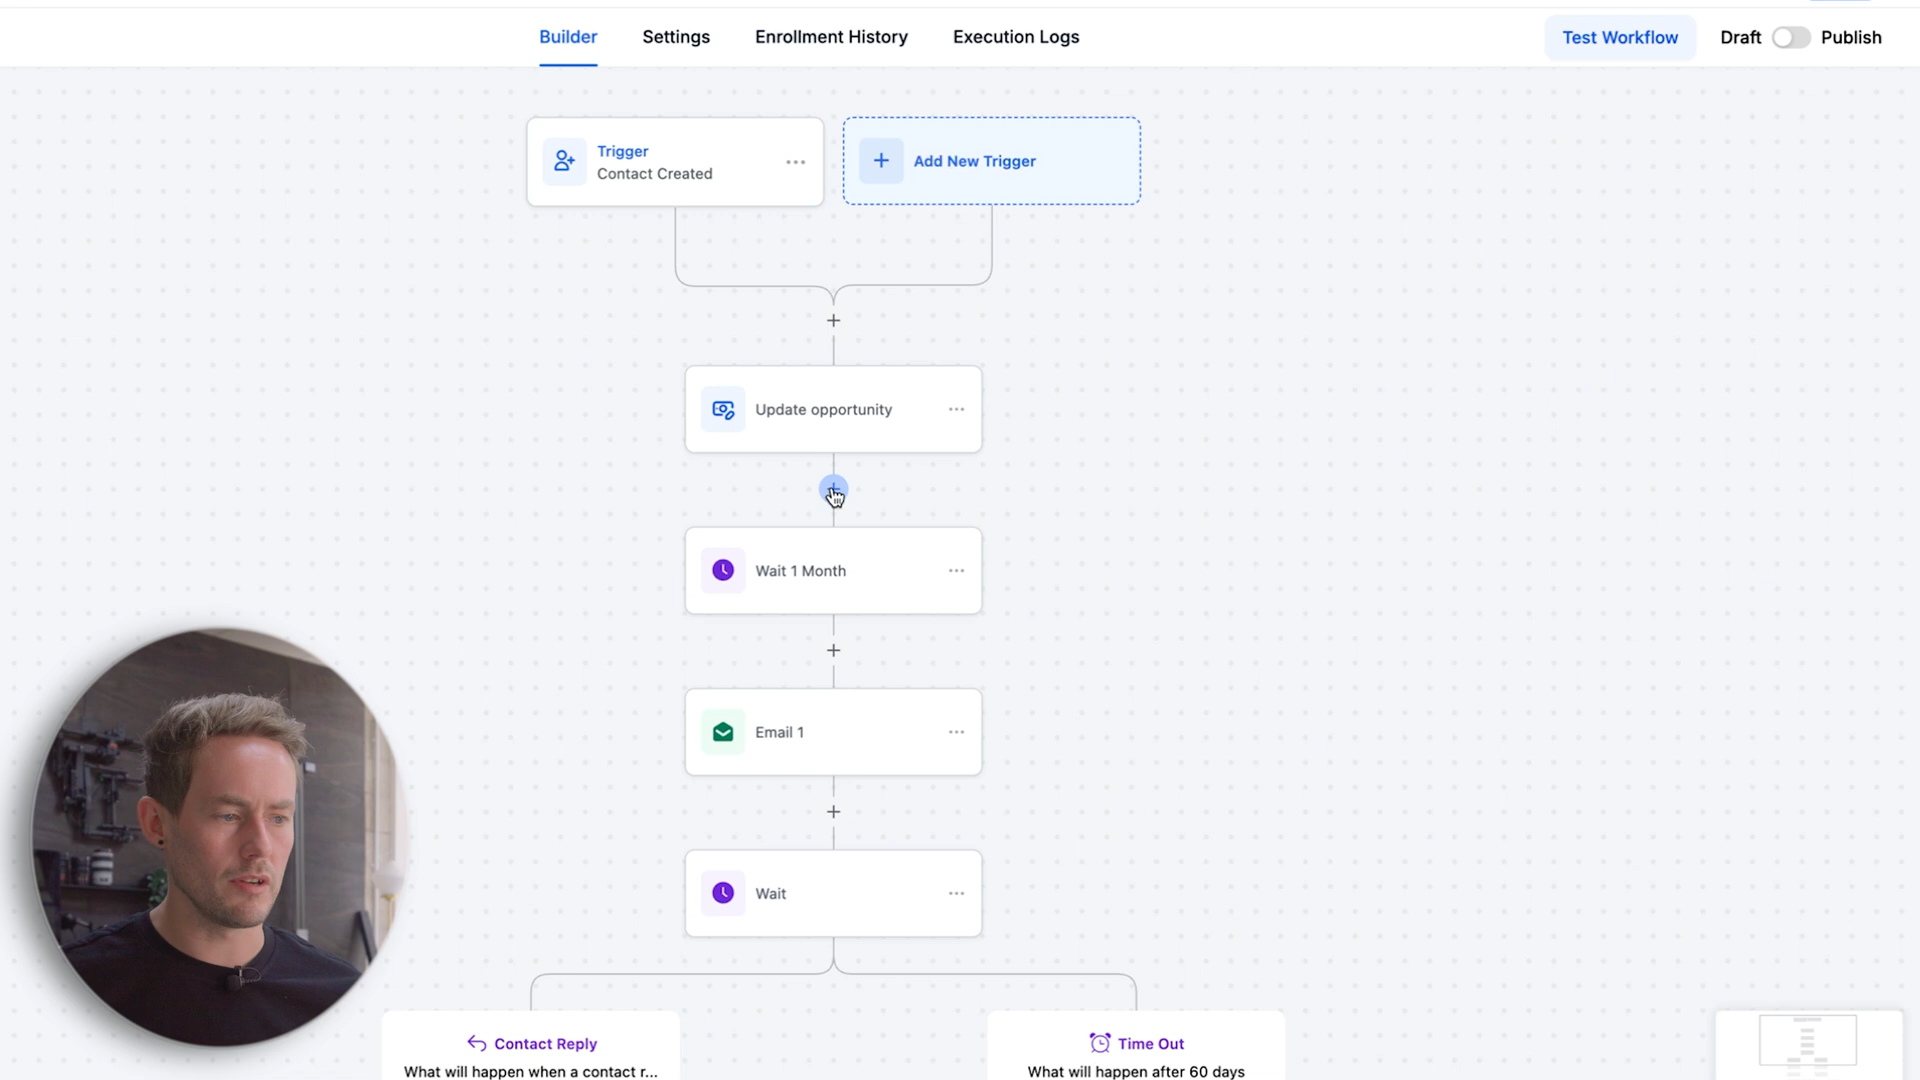 Builder
Settings
Enrollment History
Execution Logs
Test Workflow
Draft
Publish
Trigger
Contact Created
Add New Trigger
Update opportunity
Wait 1 Month
Email 1
Wait
Contact Reply
What will happen when a contact r...
Time Out
What will happen after 60 days